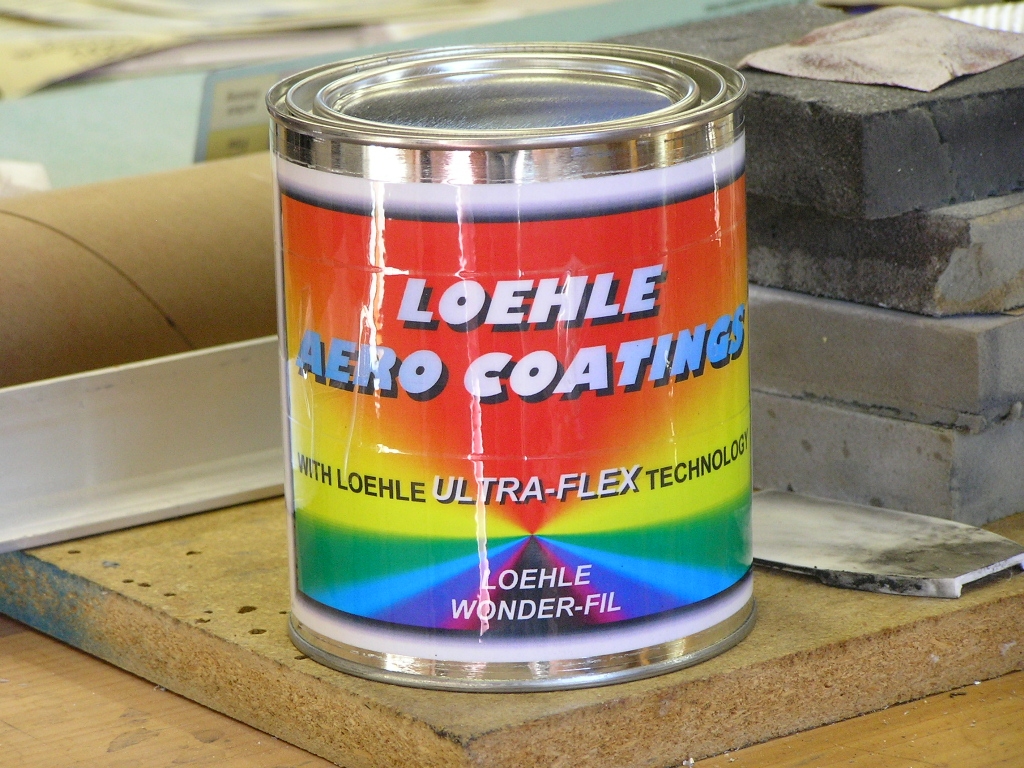 LOEHLE
AERO COATINGS
WITH LOEHLE ULTRA-FLEX TECHNOLOGY
LOEHLE
WONDER-FIL